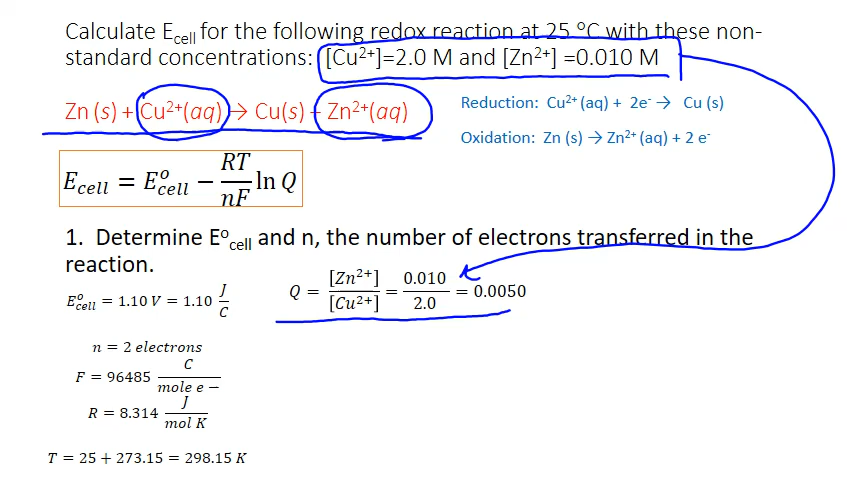 Calculate Ecell for the following redox reaction at 25 °C with these non-
standard concentrations: [Cu²⁺]=2.0 M and [Zn²⁺] =0.010 M
Zn (s) + Cu²⁺(aq) → Cu(s) + Zn²⁺(aq)
Reduction: Cu²⁺ (aq) + 2e⁻ → Cu (s)
Oxidation: Zn (s) → Zn²⁺ (aq) + 2 e⁻
E_cell = E°_cell − RT/nF ln Q
1. Determine E°cell and n, the number of electrons transferred in the
reaction.
E°_cell = 1.10 V = 1.10 J/C
Q = [Zn²⁺]/[Cu²⁺] = 0.010/2.0 = 0.0050
n = 2 electrons
F = 96485 C/mole e −
R = 8.314 J/mol K
T = 25 + 273.15 = 298.15 K